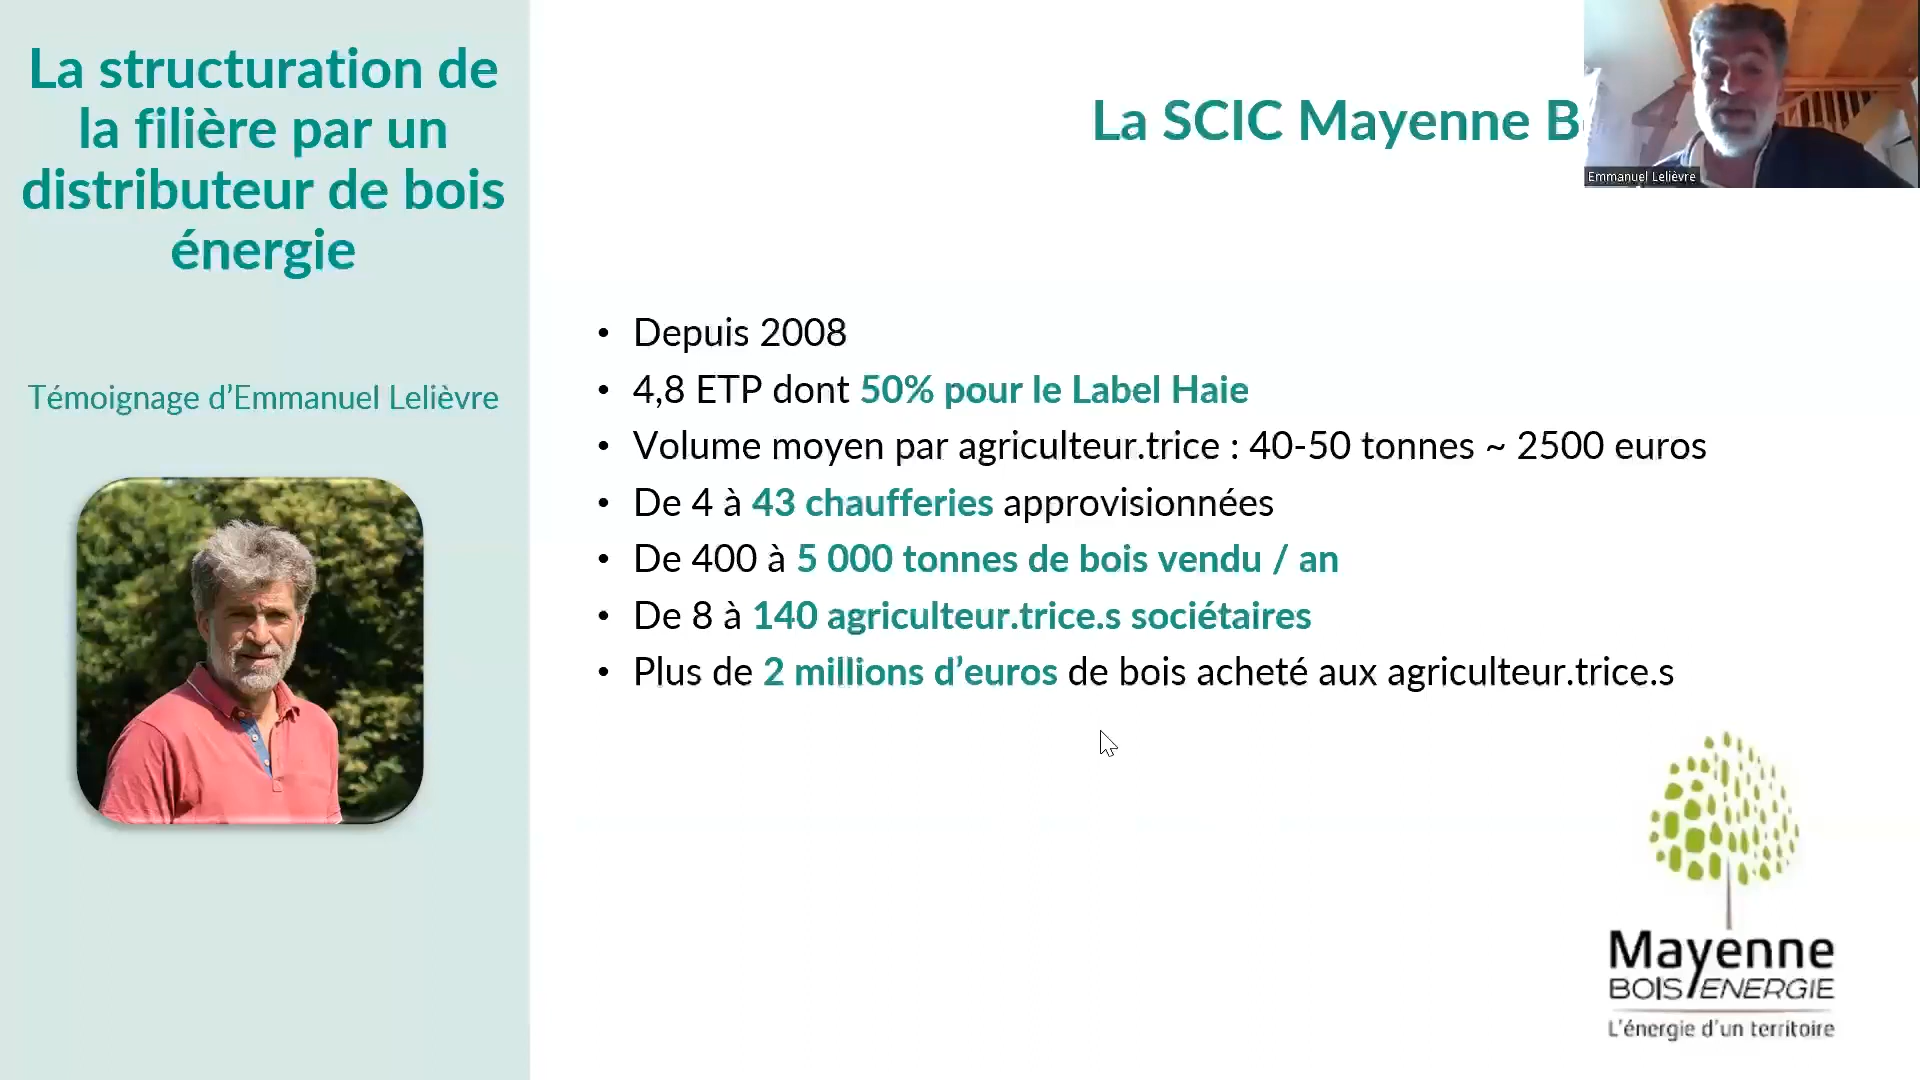 La structuration de
la filière par un
distributeur de bois
énergie
Témoignage d'Emmanuel Lelièvre
La SCIC Mayenne
Emmanuel Lelièvre
• Depuis 2008
• 4,8 ETP dont 50% pour le Label Haie
• Volume moyen par agriculteur.trice : 40-50 tonnes ~ 2500 euros
• De 4 à 43 chaufferies approvisionnées
• De 400 à 5 000 tonnes de bois vendu / an
• De 8 à 140 agriculteur.trice.s sociétaires
• Plus de 2 millions d'euros de bois acheté aux agriculteur.trice.s
Mayenne
BOIS ENERGIE
L'énergie d'un territoire